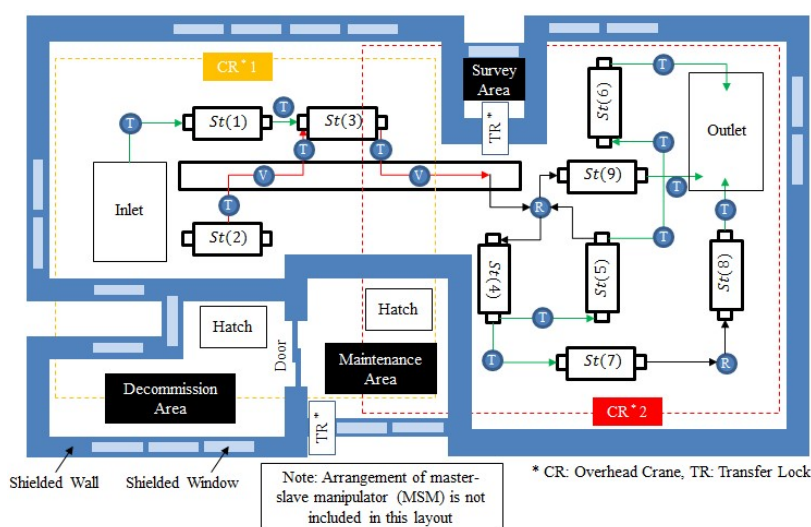 CR* 1
Survey
Area
TR*
T
St(1)
T
St(3)
T
T
V
V
T
Inlet
St(2)
St(6)
T
Outlet
T
St(9)
T
R
St(4)
St(5)
T
T
St(8)
T
T
St(7)
R
Hatch
Hatch
Door
Decommission
Area
Maintenance
Area
TR*
CR*2
Shielded Wall
Shielded Window
Note: Arrangement of master-
slave manipulator (MSM) is not
included in this layout
* CR: Overhead Crane, TR: Transfer Lock